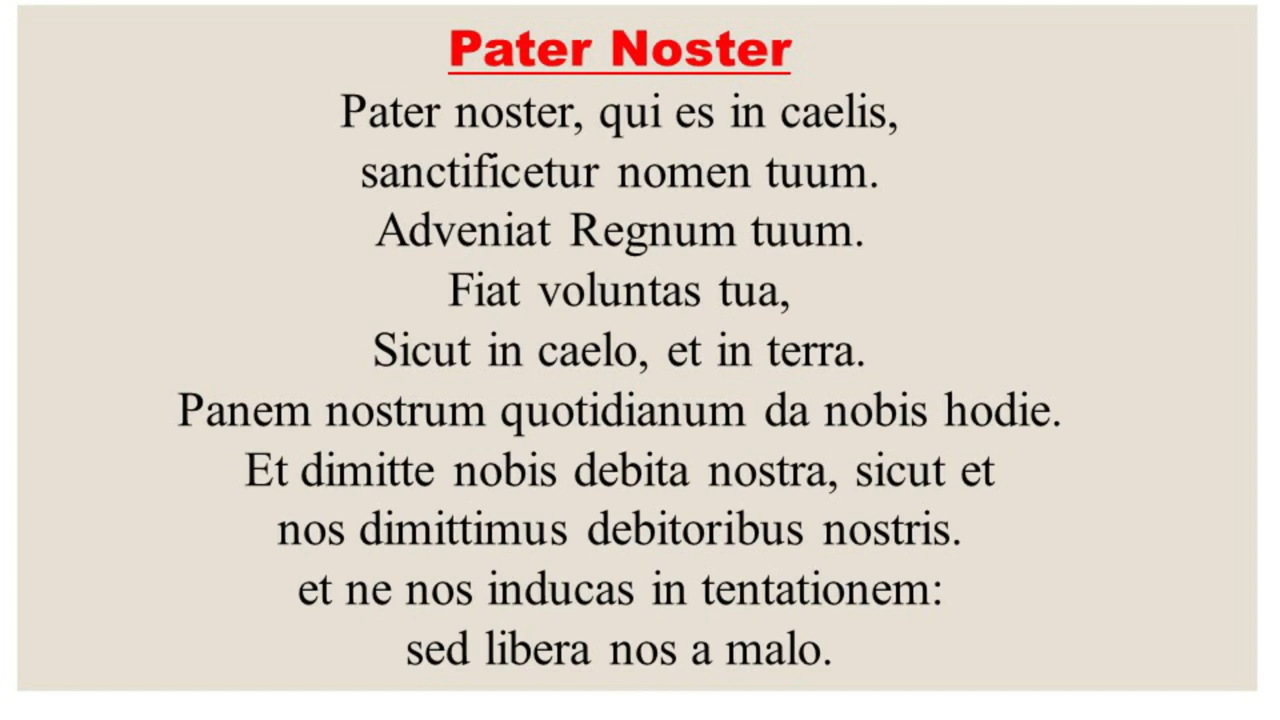 Pater Noster
Pater noster, qui es in caelis,
sanctificetur nomen tuum.
Adveniat Regnum tuum.
Fiat voluntas tua,
Sicut in caelo, et in terra.
Panem nostrum quotidianum da nobis hodie.
Et dimitte nobis debita nostra, sicut et
nos dimittimus debitoribus nostris.
et ne nos inducas in tentationem:
sed libera nos a malo.